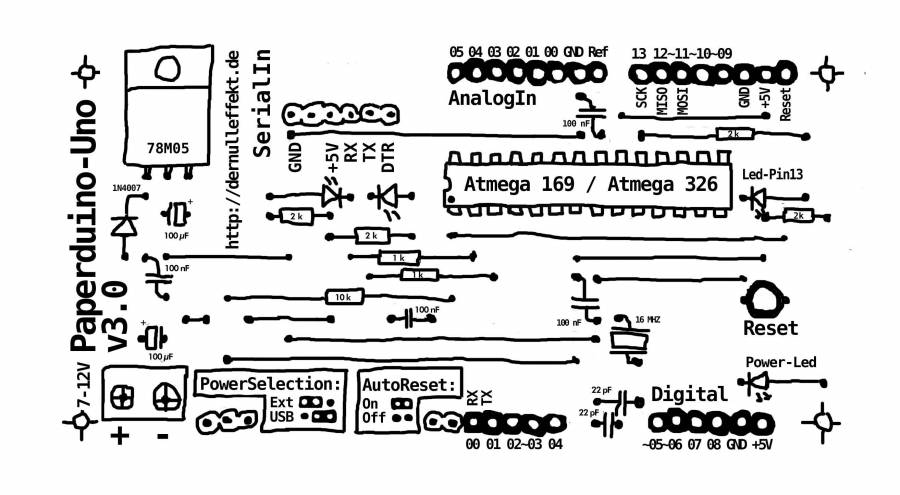 05 04 03 02 01 00 GND Ref
13 12~11~10~09
AnalogIn
SCK
MISO
MOSI
GND
+5V
Reset
Paperduino-Uno
v3.0
http://dernulleffekt.de
SerialIn
78M05
100 nF
2k
GND
+5V
RX
TX
DTR
Atmega 169 / Atmega 326
Led-Pin13
1N4007
+
100 µF
2k
2k
2k
1k
100 nF
1k
10k
100 nF
100 nF
16 MHZ
Reset
+
100 µF
7-12V
PowerSelection:
Ext
USB
AutoReset:
On
Off
RX
TX
Power-Led
22 pF
22 pF
Digital
+ -
00 01 02~03 04
~05~06 07 08 GND +5V